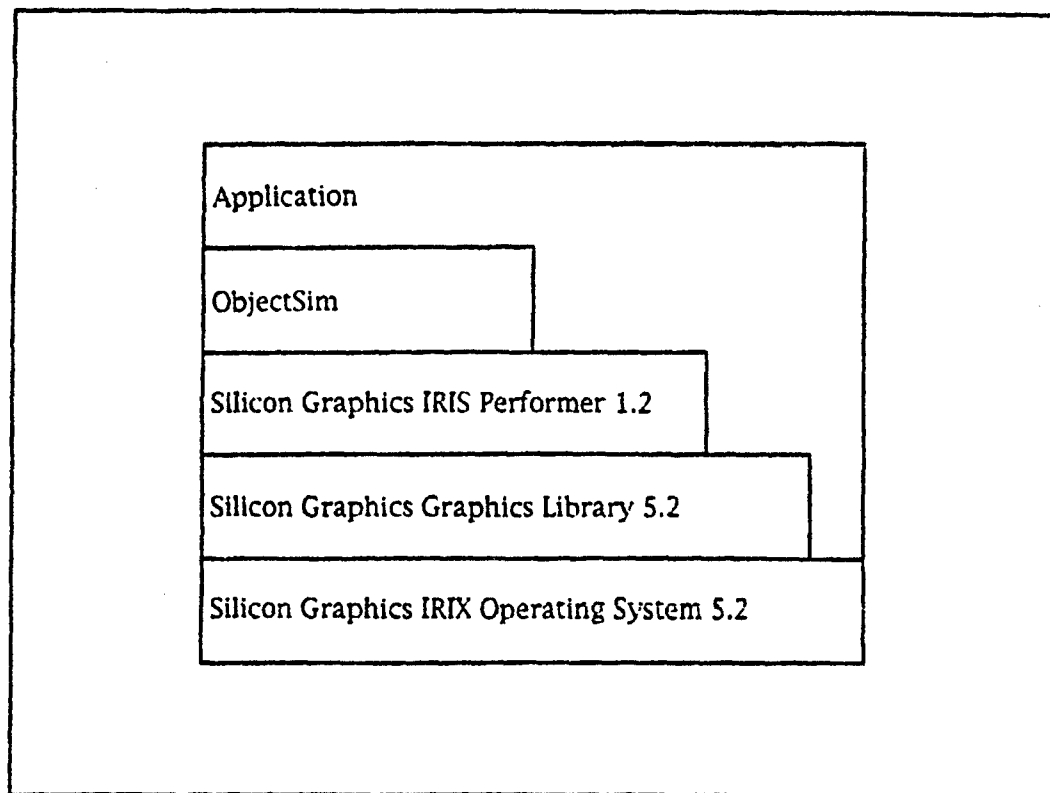 Application
ObjectSim
Silicon Graphics IRIS Performer 1.2
Silicon Graphics Graphics Library 5.2
Silicon Graphics IRIX Operating System 5.2